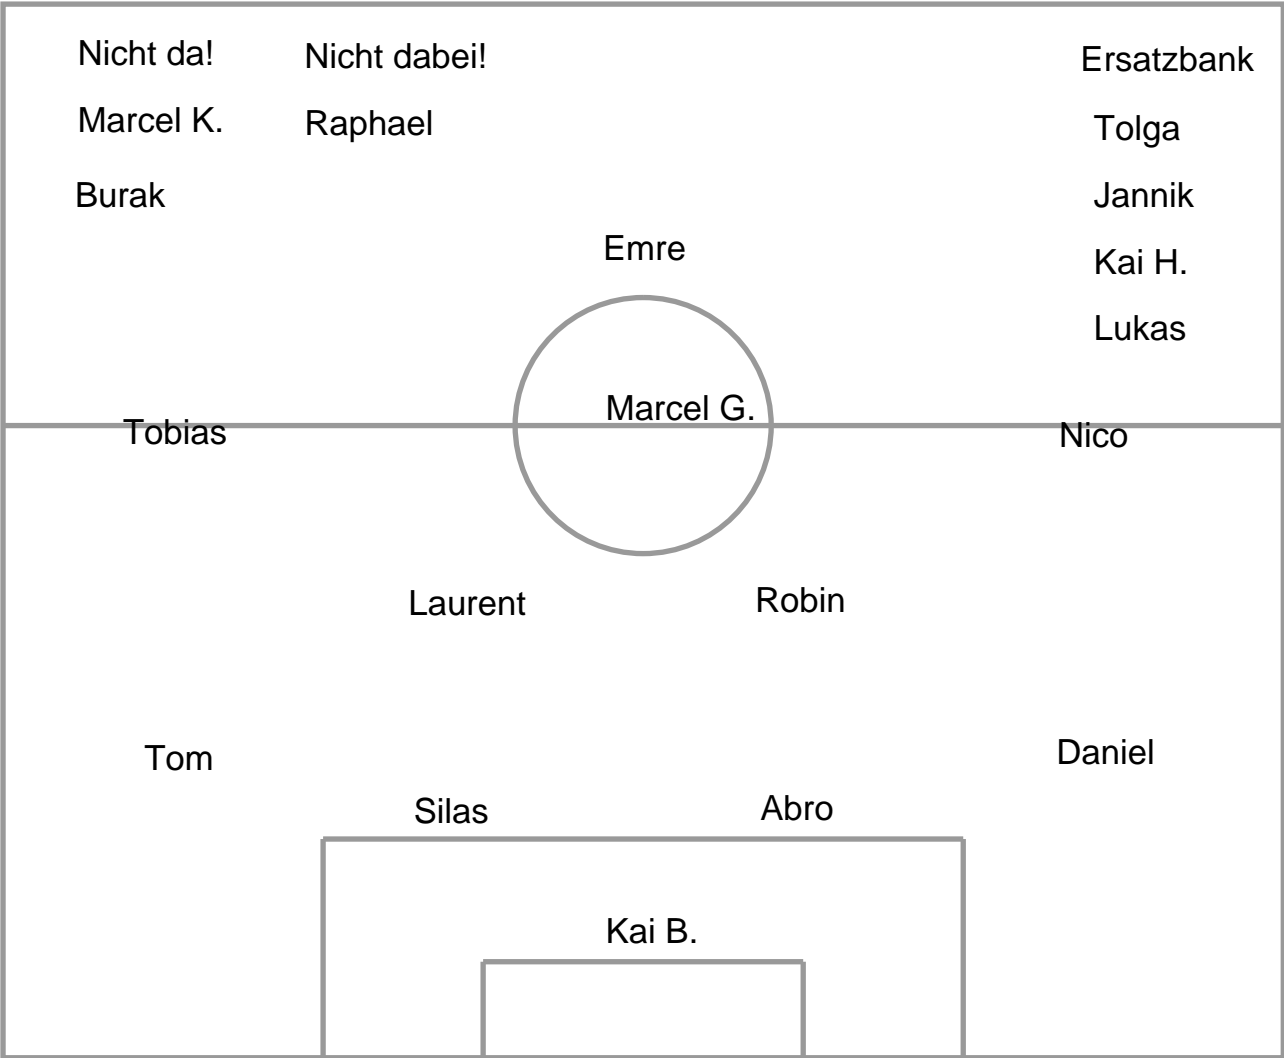 Nicht da!
Marcel K.
Burak
Nicht dabei!
Raphael
Ersatzbank
Tolga
Jannik
Kai H.
Lukas
Emre
Marcel G.
Tobias
Nico
Laurent
Robin
Tom
Daniel
Silas
Abro
Kai B.